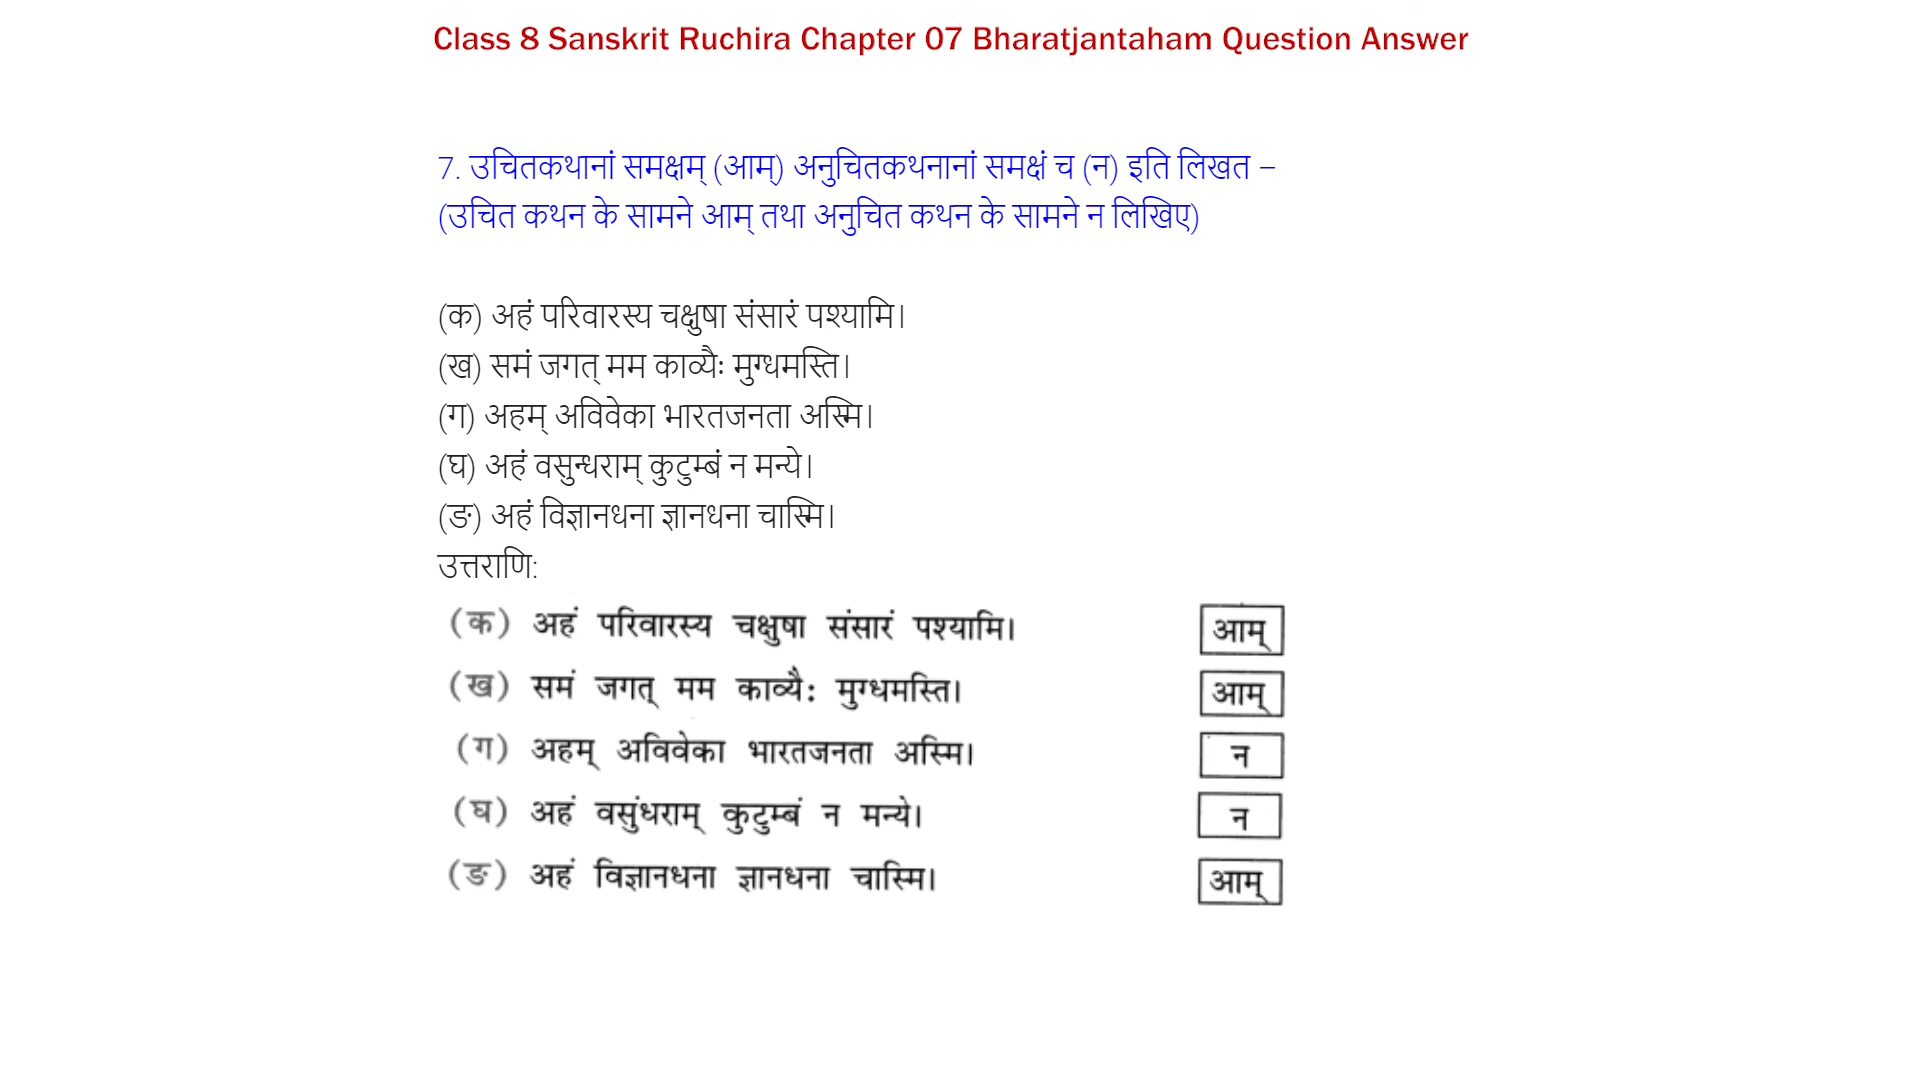 Class 8 Sanskrit Ruchira Chapter 07 Bharatjantaham Question Answer
7. उचितकथानां समक्षम् (आम्) अनुचितकथनानां समक्षं च (न) इति लिखत –
(उचित कथन के सामने आम् तथा अनुचित कथन के सामने न लिखिए)
(क) अहं परिवारस्य चक्षुषा संसारं पश्यामि।
(ख) समं जगत् मम काव्यैः मुग्धमस्ति।
(ग) अहम् अविवेका भारतजनता अस्मि।
(घ) अहं वसुन्धराम् कुटुम्बं न मन्ये।
(ङ) अहं विज्ञानधना ज्ञानधना चास्मि।
उत्तराणि:
(क) अहं परिवारस्य चक्षुषा संसारं पश्यामि। आम्
(ख) समं जगत् मम काव्यैः मुग्धमस्ति। आम्
(ग) अहम् अविवेका भारतजनता अस्मि। न
(घ) अहं वसुंधराम् कुटुम्बं न मन्ये। न
(ङ) अहं विज्ञानधना ज्ञानधना चास्मि। आम्